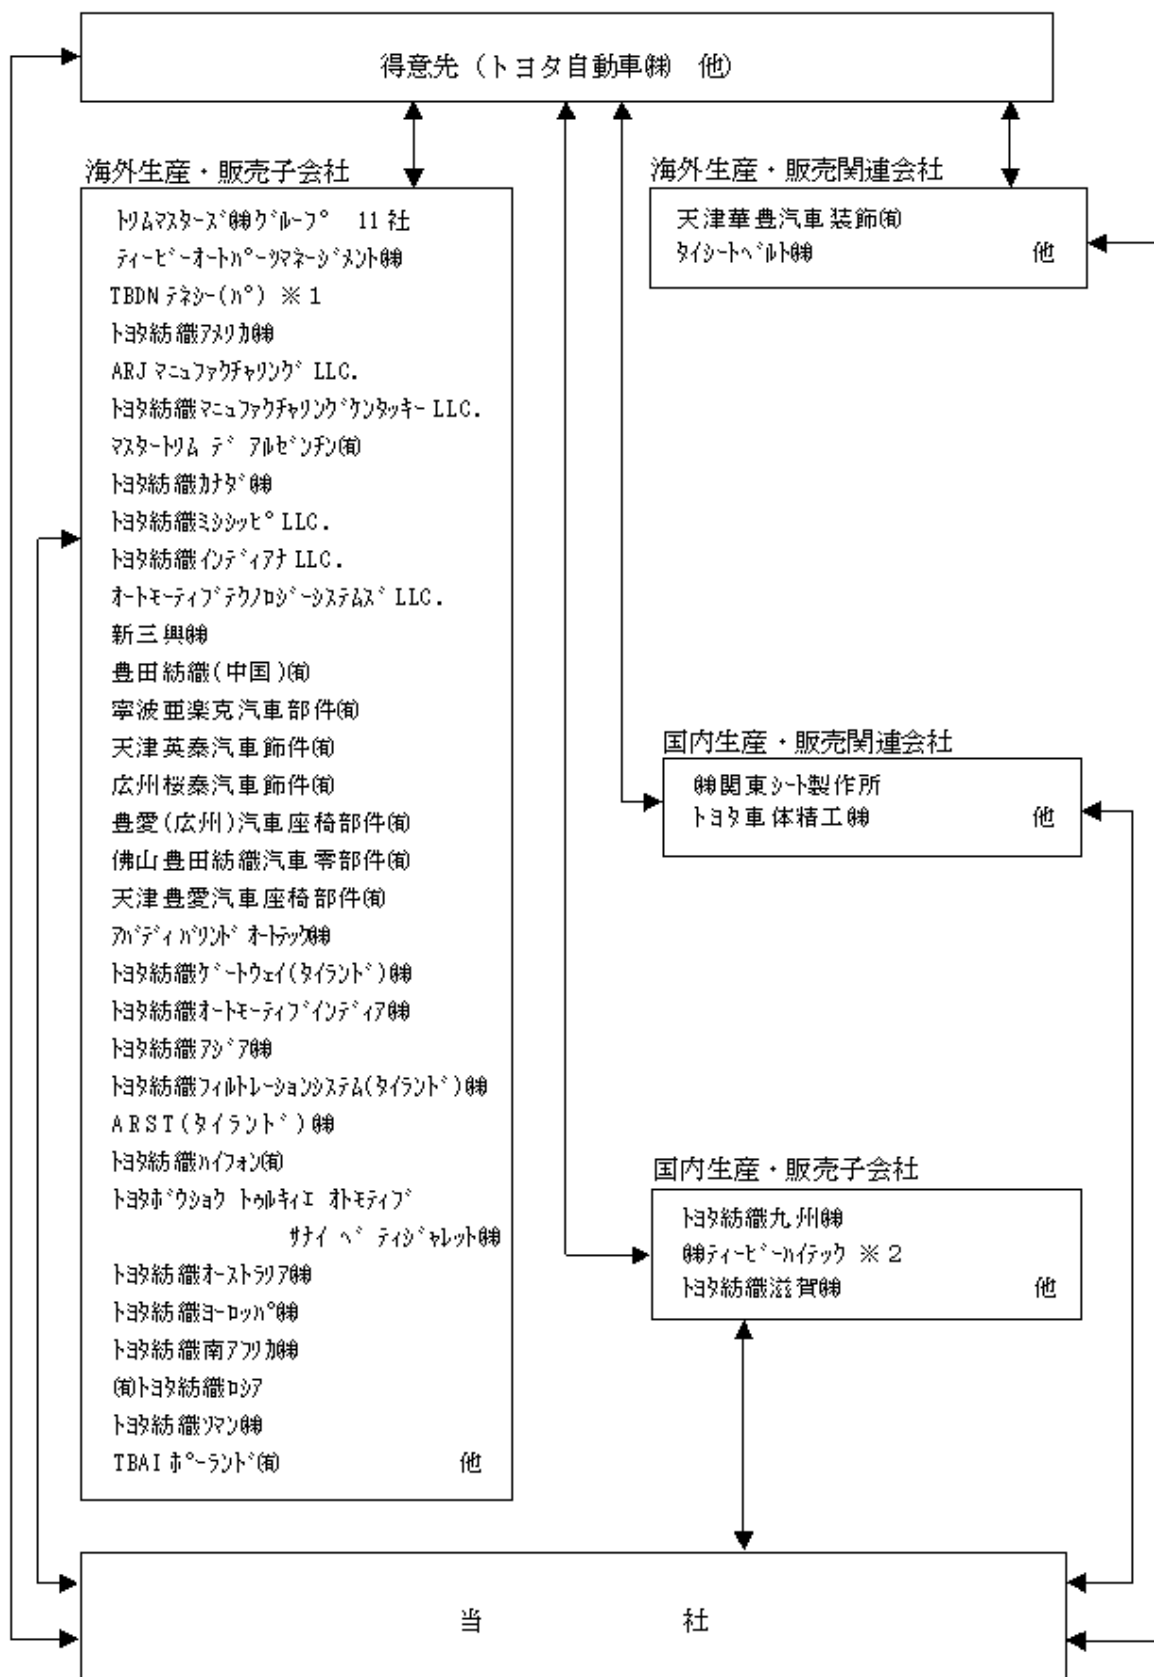 得意先（トヨタ自動車㈱　他）
海外生産・販売子会社
ﾄﾘﾑﾏｽﾀｰｽﾞ㈱ｸﾞﾙｰﾌﾟ　11社
ﾃｨｰﾋﾞｰｵｰﾄﾊﾟｰﾂﾏﾈｰｼﾞﾒﾝﾄ㈱
TBDNﾃﾈｼｰ(ﾊﾟ) ※1
ﾄﾖﾀ紡織ｱﾒﾘｶ㈱
ARJﾏﾆｭﾌｧｸﾁｬﾘﾝｸﾞLLC.
ﾄﾖﾀ紡織ﾏﾆｭﾌｧｸﾁｬﾘﾝｸﾞｹﾝﾀｯｷｰLLC.
ﾏｽﾀｰﾄﾘﾑ ﾃﾞ ｱﾙｾﾞﾝﾁﾝ㈲
ﾄﾖﾀ紡織ｶﾅﾀﾞ㈱
ﾄﾖﾀ紡織ﾐｼｼｯﾋﾟLLC.
ﾄﾖﾀ紡織ｲﾝﾃﾞｨｱﾅLLC.
ｵｰﾄﾓｰﾃｨﾌﾞﾃｸﾉﾛｼﾞｰｼｽﾃﾑｽﾞLLC.
新三興㈱
豊田紡織(中国)㈲
寧波亜楽克汽車部件㈲
天津英泰汽車飾件㈲
広州桜泰汽車飾件㈲
豊愛(広州)汽車座椅部件㈲
佛山豊田紡織汽車零部件㈲
天津豊愛汽車座椅部件㈲
ｱﾊﾞﾃﾞｨ ﾊﾞﾘﾝﾄﾞ ｵｰﾄﾃｯｸ㈱
ﾄﾖﾀ紡織ｹﾞｰﾄｳｪｲ(ﾀｲﾗﾝﾄﾞ)㈱
ﾄﾖﾀ紡織ｵｰﾄﾓｰﾃｨﾌﾞｲﾝﾃﾞｨｱ㈱
ﾄﾖﾀ紡織ｱｼﾞｱ㈱
ﾄﾖﾀ紡織ﾌｨﾙﾄﾚｰｼｮﾝｼｽﾃﾑ(ﾀｲﾗﾝﾄﾞ)㈱
ARST(ﾀｲﾗﾝﾄﾞ)㈱
ﾄﾖﾀ紡織ﾊｲﾌｫﾝ㈲
ﾄﾖﾀﾎﾞｳｼｮｸ ﾄｩﾙｷｨｴ ｵﾄﾓﾃｨﾌﾞ
ｻﾅｲ ﾍﾞ ﾃｨｼﾞｬﾚｯﾄ㈱
ﾄﾖﾀ紡織ｵｰｽﾄﾗﾘｱ㈱
ﾄﾖﾀ紡織ﾖｰﾛｯﾊﾟ㈱
ﾄﾖﾀ紡織南ｱﾌﾘｶ㈱
㈲ﾄﾖﾀ紡織ﾛｼｱ
ﾄﾖﾀ紡織ｿﾏﾝ㈱
TBAIﾎﾟｰﾗﾝﾄﾞ㈲　他
海外生産・販売関連会社
天津華豊汽車装飾㈲
ﾀｲｼｰﾄﾍﾞﾙﾄ㈱　他
国内生産・販売関連会社
㈱関東ｼｰﾄ製作所
トヨタ車体精工㈱　他
国内生産・販売子会社
ﾄﾖﾀ紡織九州㈱
㈱ﾃｨｰﾋﾞｰﾊｲﾃｯｸ ※2
ﾄﾖﾀ紡織滋賀㈱　他
当　社